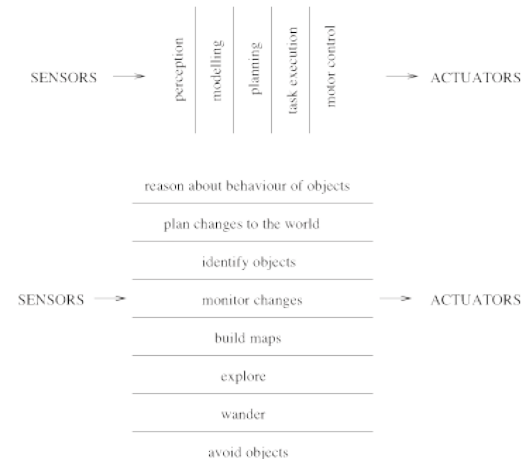 SENSORS
perception
modelling
planning
task execution
motor control
ACTUATORS
reason about behaviour of objects
plan changes to the world
identify objects
SENSORS
monitor changes
ACTUATORS
build maps
explore
wander
avoid objects